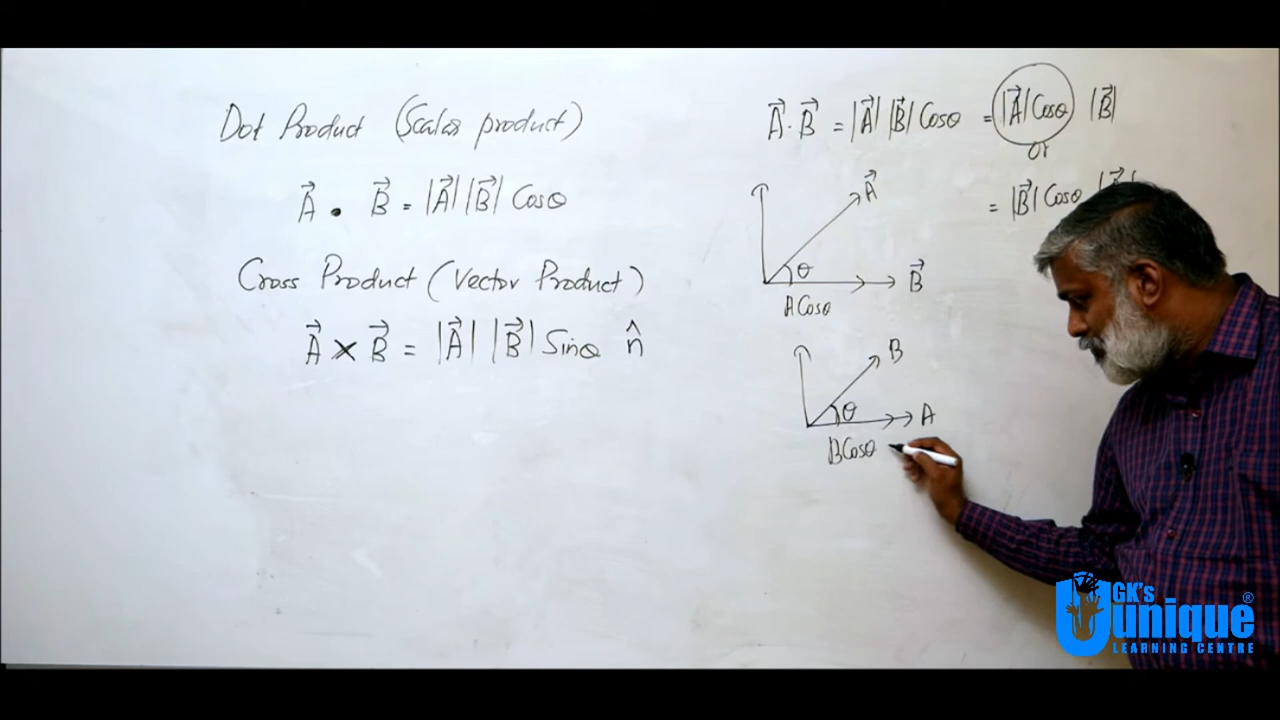 Dot Product (Scalar product)
A⃗ . B⃗ = |A⃗| |B⃗| Cosθ
Cross Product (Vector Product)
A⃗ × B⃗ = |A⃗| |B⃗| Sinθ n̂
A⃗ . B⃗ = |A⃗| |B⃗| Cosθ = |A⃗| Cosθ |B⃗|
or
= |B⃗| Cosθ
A⃗
θ
B⃗
A Cosθ
B
θ
A
B Cosθ
GK's
unique®
LEARNING CENTRE